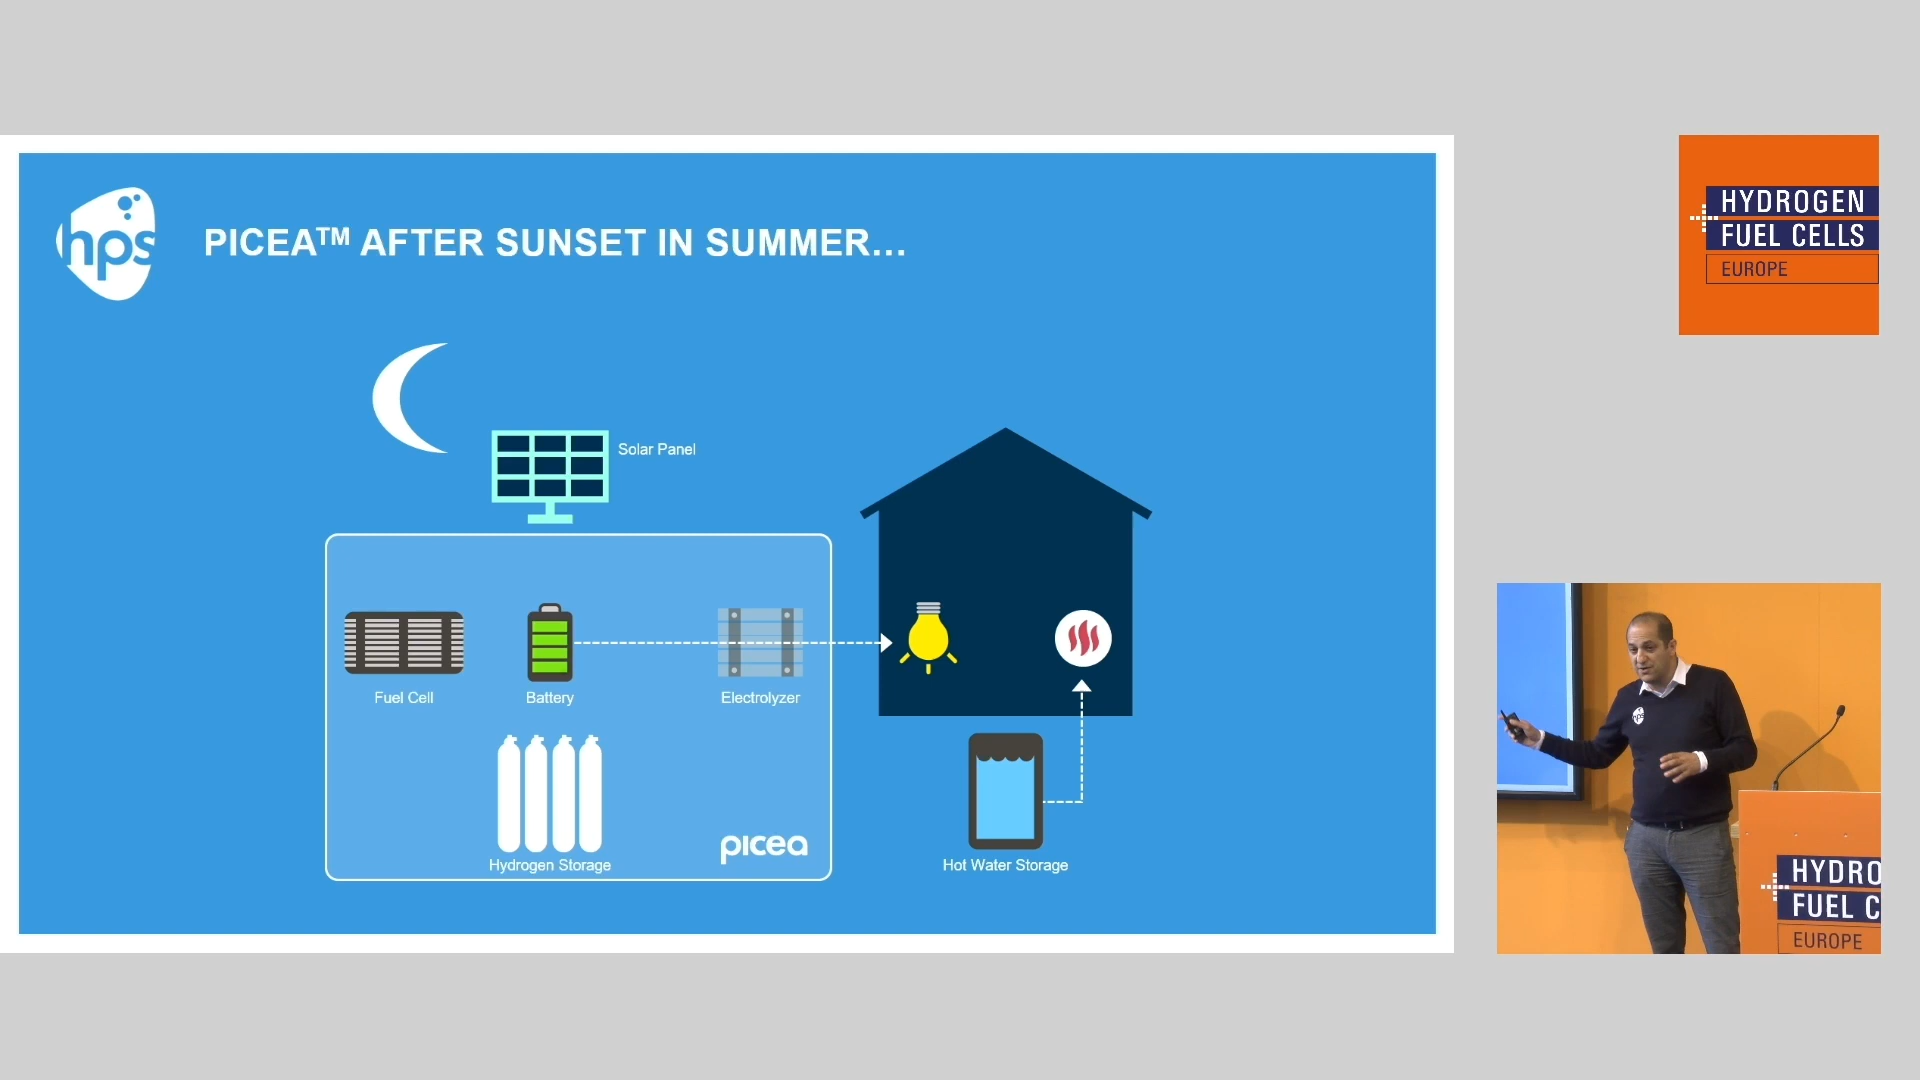 hps
PICEA™ AFTER SUNSET IN SUMMER...
Solar Panel
Fuel Cell
Battery
Electrolyzer
Hydrogen Storage
picea
Hot Water Storage
HYDROGEN
FUEL CELLS
EUROPE
hps
HYDRO
FUEL C
EUROPE